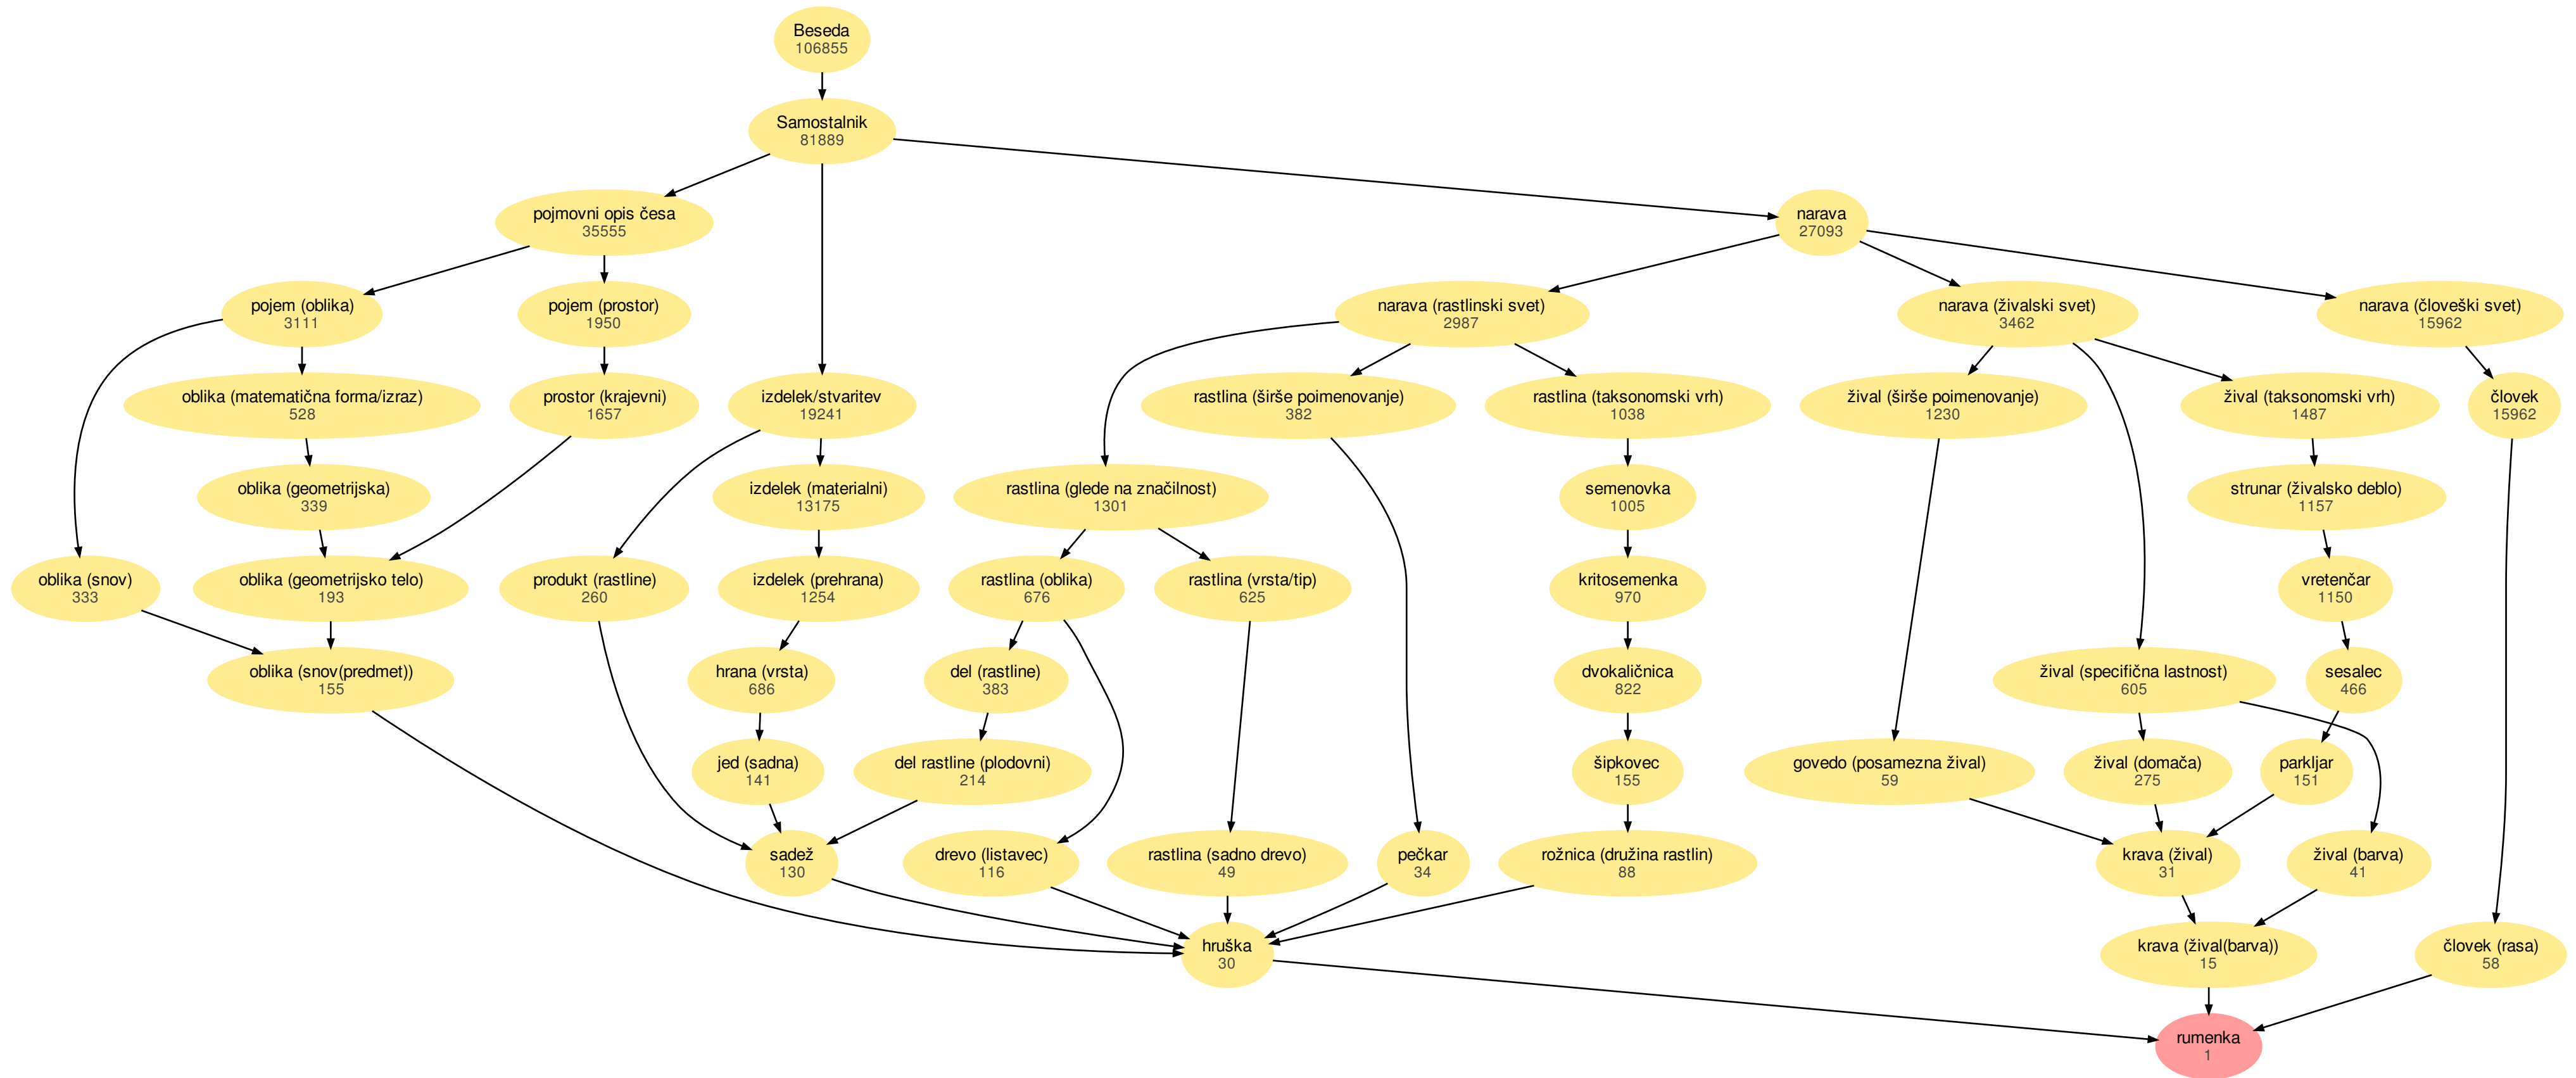 Beseda
106855
Samostalnik
81889
pojmovni opis česa
35555
narava
27093
pojem (oblika)
3111
pojem (prostor)
1950
narava (rastlinski svet)
2987
narava (živalski svet)
3462
narava (človeški svet)
15962
oblika (matematična forma/izraz)
528
prostor (krajevni)
1657
izdelek/stvaritev
19241
rastlina (širše poimenovanje)
382
rastlina (taksonomski vrh)
1038
žival (širše poimenovanje)
1230
žival (taksonomski vrh)
1487
človek
15962
oblika (geometrijska)
339
izdelek (materialni)
13175
rastlina (glede na značilnost)
1301
semenovka
1005
strunar (živalsko deblo)
1157
oblika (snov)
333
oblika (geometrijsko telo)
193
produkt (rastline)
260
izdelek (prehrana)
1254
rastlina (oblika)
676
rastlina (vrsta/tip)
625
kritosemenka
970
vretenčar
1150
oblika (snov(predmet))
155
hrana (vrsta)
686
del (rastline)
383
dvokaličnica
822
žival (specifična lastnost)
605
sesalec
466
jed (sadna)
141
del rastline (plodovni)
214
šipkovec
155
govedo (posamezna žival)
59
žival (domača)
275
parkljar
151
sadež
130
drevo (listavec)
116
rastlina (sadno drevo)
49
pečkar
34
rožnica (družina rastlin)
88
krava (žival)
31
žival (barva)
41
hruška
30
krava (žival(barva))
15
človek (rasa)
58
rumenka
1